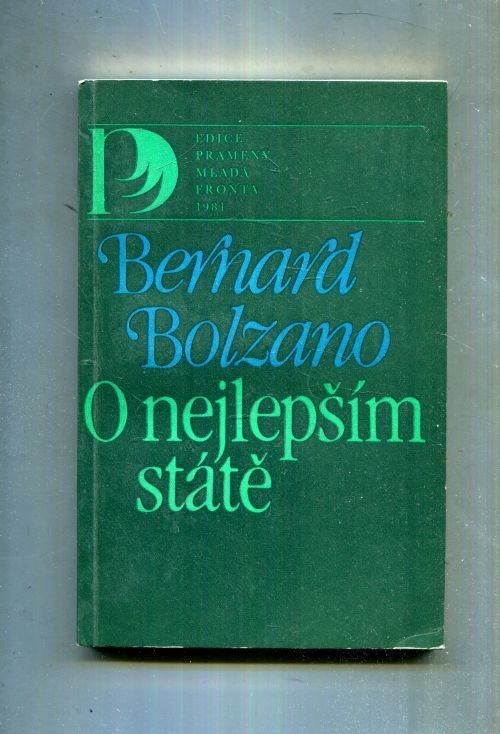 P
EDICE
PRAMENY
MLADÁ
FRONTA
1981
Bernard
Bolzano
O nejlepším
státě